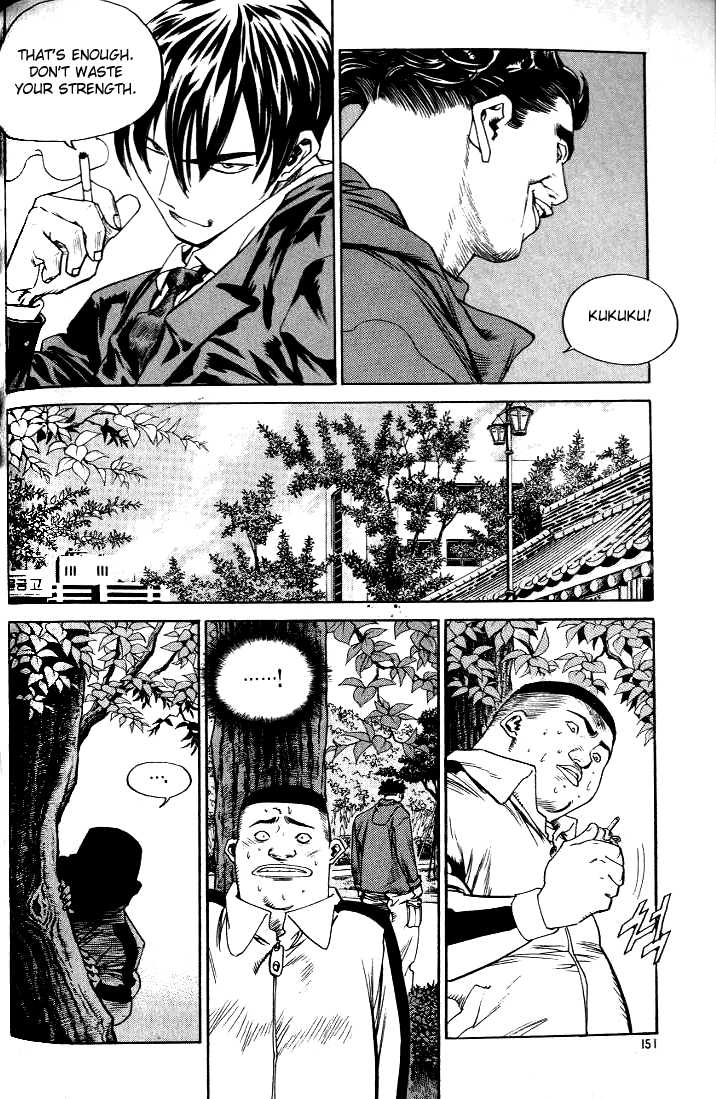 THAT'S ENOUGH.
DON'T WASTE
YOUR STRENGTH.
KUKUKU!
......!
...
151